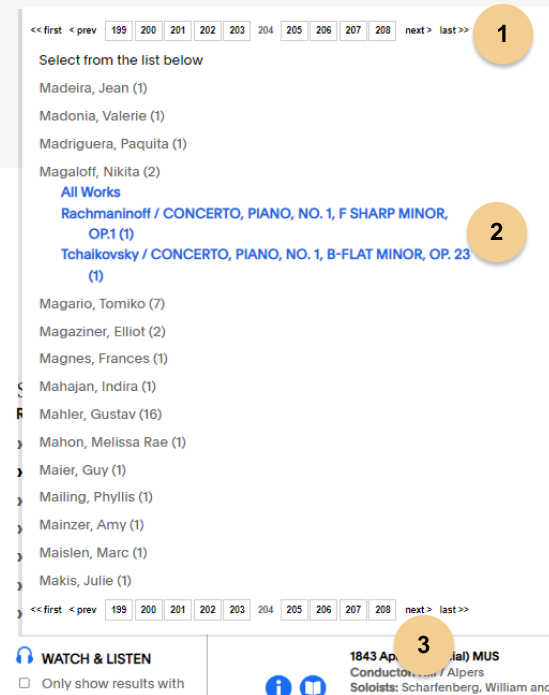 << first < prev 199 200 201 202 203 204 205 206 207 208 next > last >>
1
Select from the list below
Madeira, Jean (1)
Madonia, Valerie (1)
Madriguera, Paquita (1)
Magaloff, Nikita (2)
All Works
Rachmaninoff / CONCERTO, PIANO, NO. 1, F SHARP MINOR,
OP.1 (1)
2
Tchaikovsky / CONCERTO, PIANO, NO. 1, B-FLAT MINOR, OP. 23
(1)
Magario, Tomiko (7)
Magaziner, Elliot (2)
Magnes, Frances (1)
Mahajan, Indira (1)
Mahler, Gustav (16)
Mahon, Melissa Rae (1)
Maier, Guy (1)
Mailing, Phyllis (1)
Mainzer, Amy (1)
Maislen, Marc (1)
Makis, Julie (1)
<< first < prev 199 200 201 202 203 204 205 206 207 208 next > last >>
3
WATCH & LISTEN
Only show results with
1843 MUS
/ Alpers
Soloists: Scharfenberg, William and